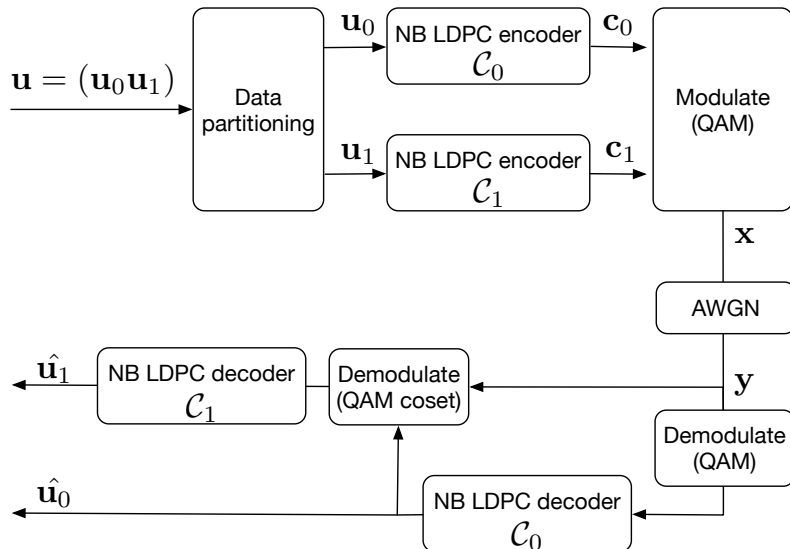 u = (u₀u₁)
Data
partitioning
u₀
NB LDPC encoder
𝒞₀
c₀
u₁
NB LDPC encoder
𝒞₁
c₁
Modulate
(QAM)
x
AWGN
y
Demodulate
(QAM)
Demodulate
(QAM coset)
NB LDPC decoder
𝒞₁
û₁
NB LDPC decoder
𝒞₀
û₀